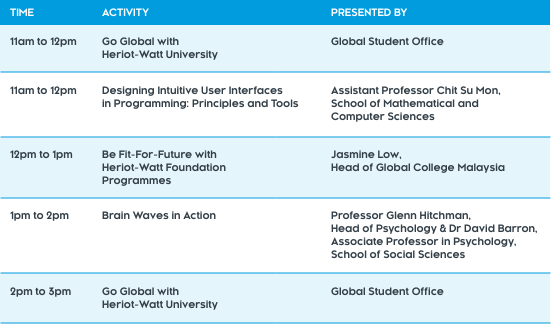 TIME ACTIVITY PRESENTED BY
11am to 12pm Go Global with Global Student Office
Heriot-Watt University
11am to 12pm Designing Intuitive User Interfaces Assistant Professor Chit Su Mon,
in Programming: Principles and Tools School of Mathematical and
Computer Sciences
12pm to 1pm Be Fit-For-Future with Jasmine Low,
Heriot-Watt Foundation Head of Global College Malaysia
Programmes
1pm to 2pm Brain Waves in Action Professor Glenn Hitchman,
Head of Psychology & Dr David Barron,
Associate Professor in Psychology,
School of Social Sciences
2pm to 3pm Go Global with Global Student Office
Heriot-Watt University